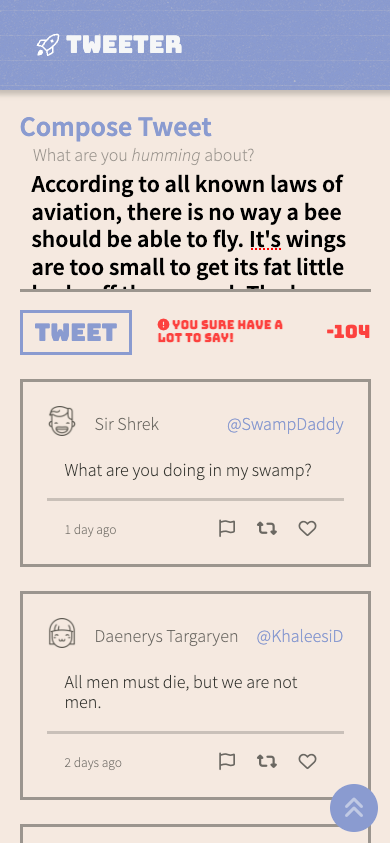 TWEETER
Compose Tweet
What are you humming about?
According to all known laws of
aviation, there is no way a bee
should be able to fly. It's wings
are too small to get its fat little
TWEET
YOU SURE HAVE A
LOT TO SAY!
-104
Sir Shrek @SwampDaddy
What are you doing in my swamp?
1 day ago
Daenerys Targaryen @KhaleesiD
All men must die, but we are not
men.
2 days ago